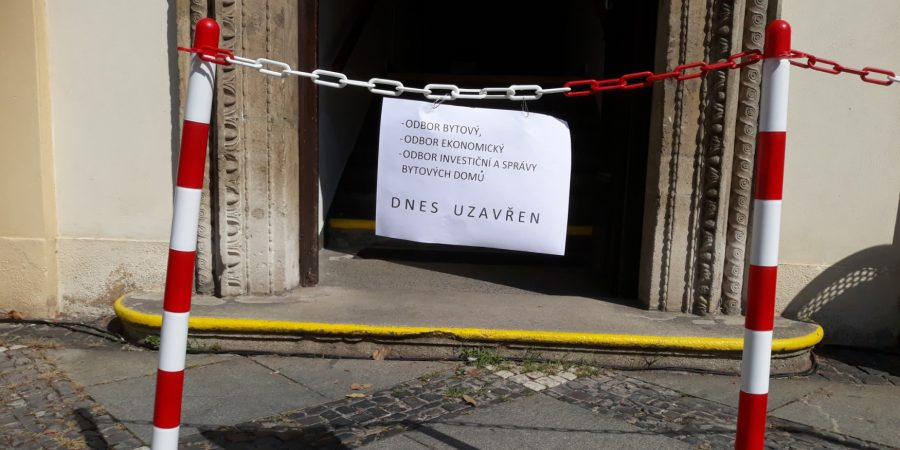 -ODBOR BYTOVÝ,
-ODBOR EKONOMICKÝ
-ODBOR INVESTIČNÍ A SPRÁVY
BYTOVÝCH DOMŮ
DNES UZAVŘEN